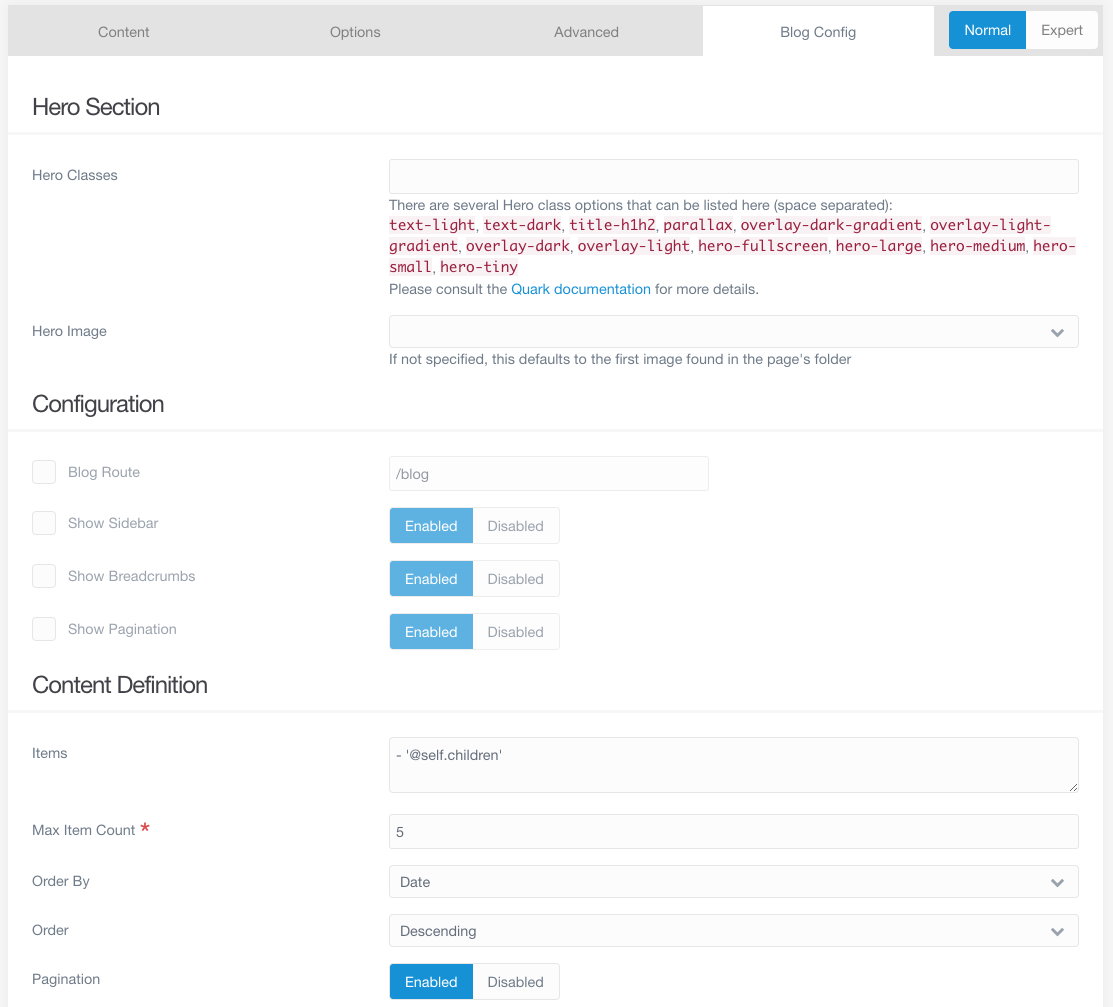 Content Options Advanced Blog Config Normal Expert
Hero Section
Hero Classes
There are several Hero class options that can be listed here (space separated):
text-light, text-dark, title-h1h2, parallax, overlay-dark-gradient, overlay-light-
gradient, overlay-dark, overlay-light, hero-fullscreen, hero-large, hero-medium, hero-
small, hero-tiny
Please consult the Quark documentation for more details.
Hero Image
If not specified, this defaults to the first image found in the page's folder
Configuration
Blog Route /blog
Show Sidebar Enabled Disabled
Show Breadcrumbs Enabled Disabled
Show Pagination Enabled Disabled
Content Definition
Items - '@self.children'
Max Item Count * 5
Order By Date
Order Descending
Pagination Enabled Disabled